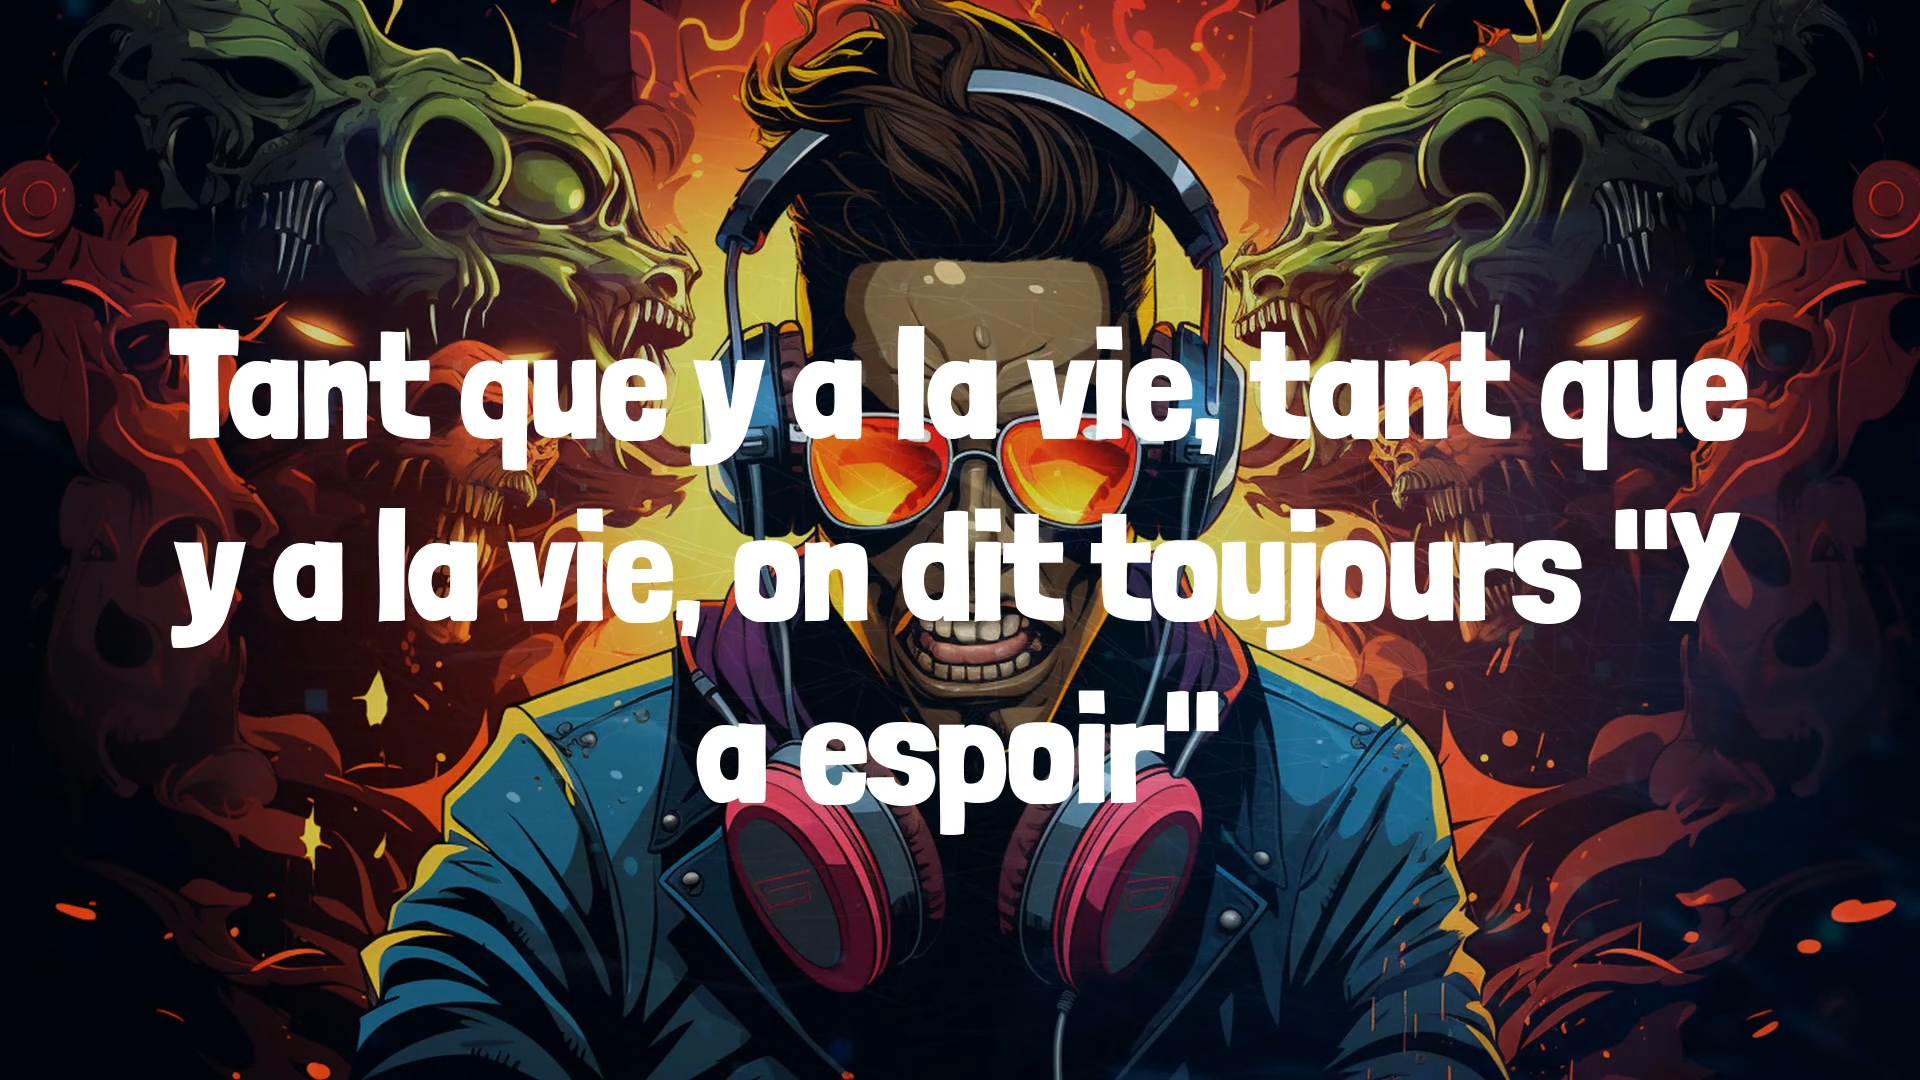 Tant que y a la vie, tant que
y a la vie, on dit toujours "Y
a espoir"